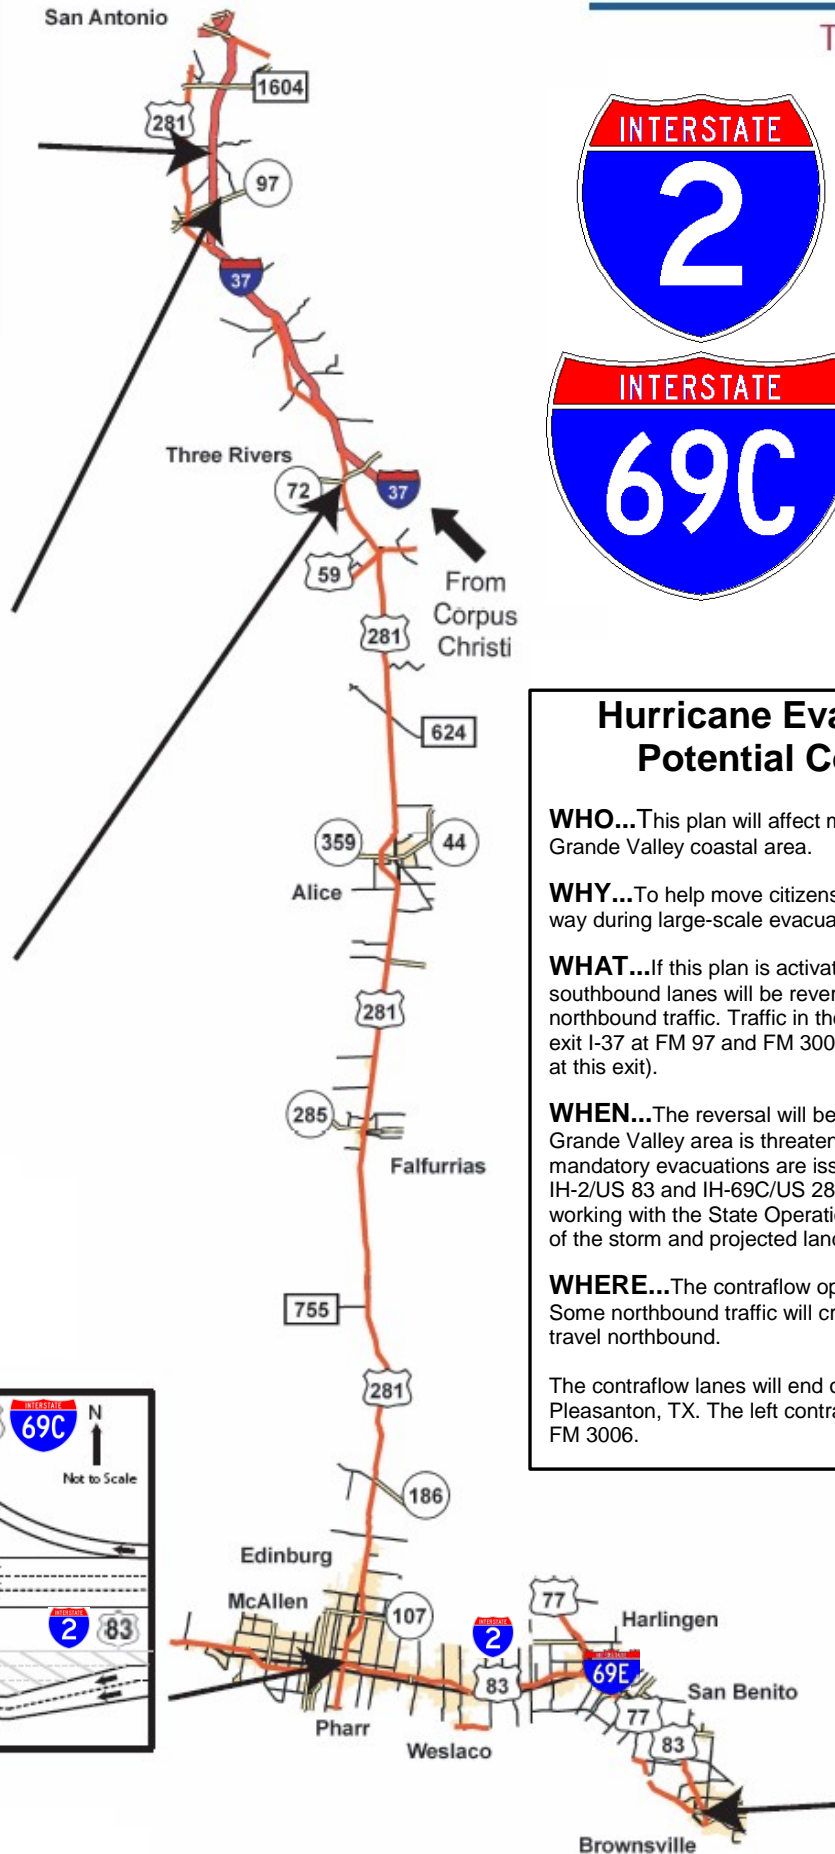 San Antonio
T
1604
281
97
37
INTERSTATE
2
INTERSTATE
69C
Three Rivers
72
37
From
Corpus
Christi
59
281
624
359
44
Alice
281
285
Falfurrias
755
281
186
Edinburg
McAllen
107
Pharr
INTERSTATE
2
83
Weslaco
77
Harlingen
69E
San Benito
77
83
Brownsville
Hurricane Eva
Potential Co
WHO...This plan will affect m
Grande Valley coastal area.
WHY...To help move citizens
way during large-scale evacua
WHAT...If this plan is activat
southbound lanes will be rever
northbound traffic. Traffic in the
exit I-37 at FM 97 and FM 300
at this exit).
WHEN...The reversal will be
Grande Valley area is threaten
mandatory evacuations are iss
IH-2/US 83 and IH-69C/US 28
working with the State Operati
of the storm and projected land
WHERE...The contraflow op
Some northbound traffic will cr
travel northbound.
The contraflow lanes will end o
Pleasanton, TX. The left contra
FM 3006.
INTERSTATE
69C
N
Not to Scale
INTERSTATE
2
83